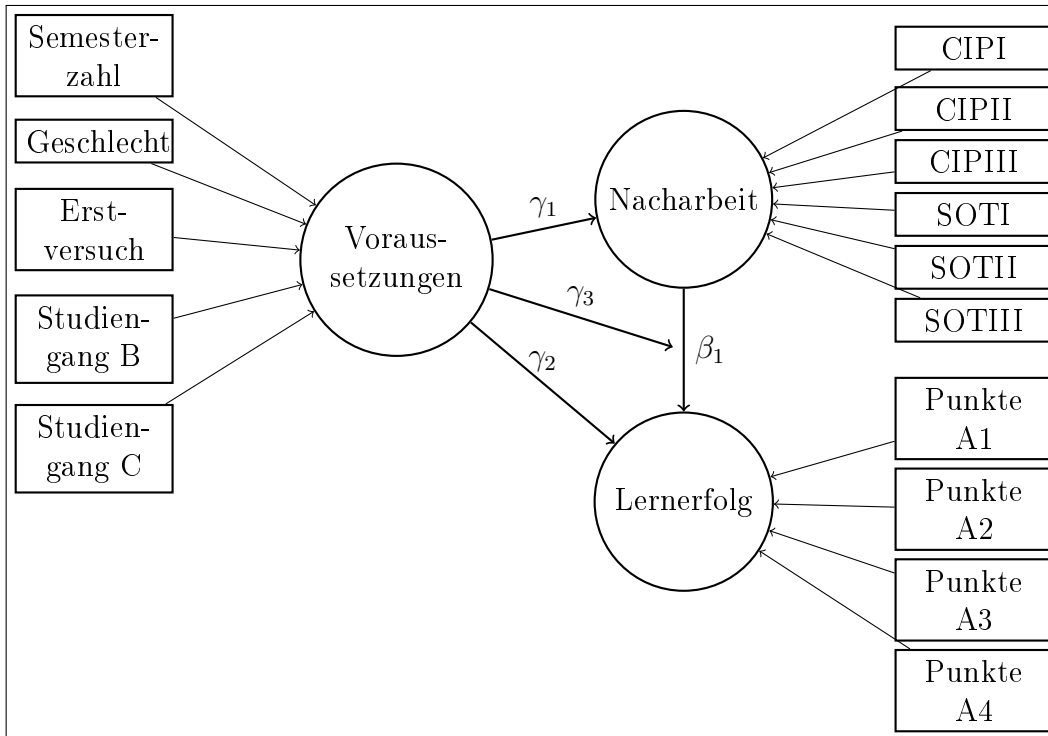 Semester-
zahl
Geschlecht
Erst-
versuch
Studien-
gang B
Studien-
gang C
Voraus-
setzungen
γ1
γ3
γ2
Nacharbeit
β1
Lernerfolg
CIPI
CIPII
CIPIII
SOTI
SOTII
SOTIII
Punkte
A1
Punkte
A2
Punkte
A3
Punkte
A4